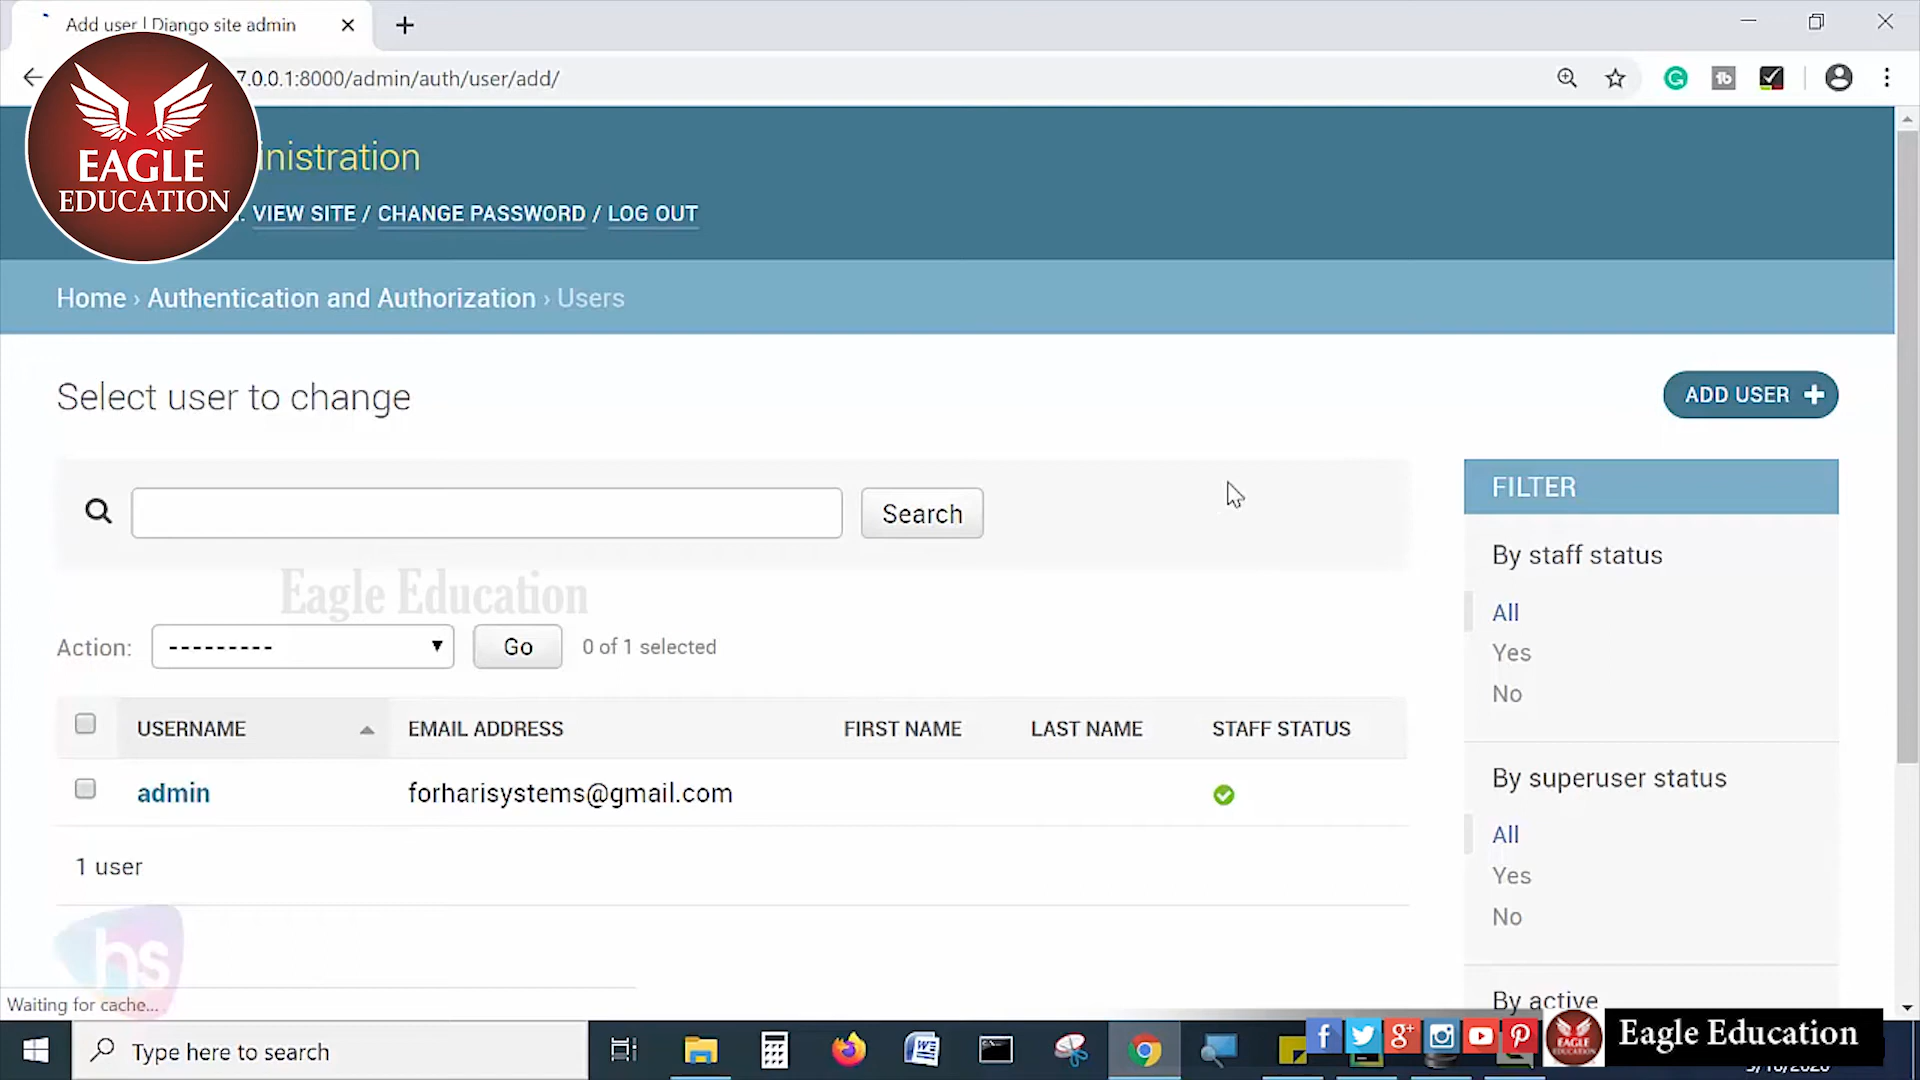 Add user | Django site admin
7.0.0.1:8000/admin/auth/user/add/
EAGLE
EDUCATION
inistration
VIEW SITE / CHANGE PASSWORD / LOG OUT
Home › Authentication and Authorization › Users
Select user to change
ADD USER +
Search
FILTER
By staff status
All
Yes
No
Eagle Education
Action: --------- Go 0 of 1 selected
USERNAME EMAIL ADDRESS FIRST NAME LAST NAME STAFF STATUS
admin forharisystems@gmail.com
1 user
By superuser status
All
Yes
No
By active
hs
Waiting for cache...
Type here to search
EAGLE
EDUCATION
Eagle Education